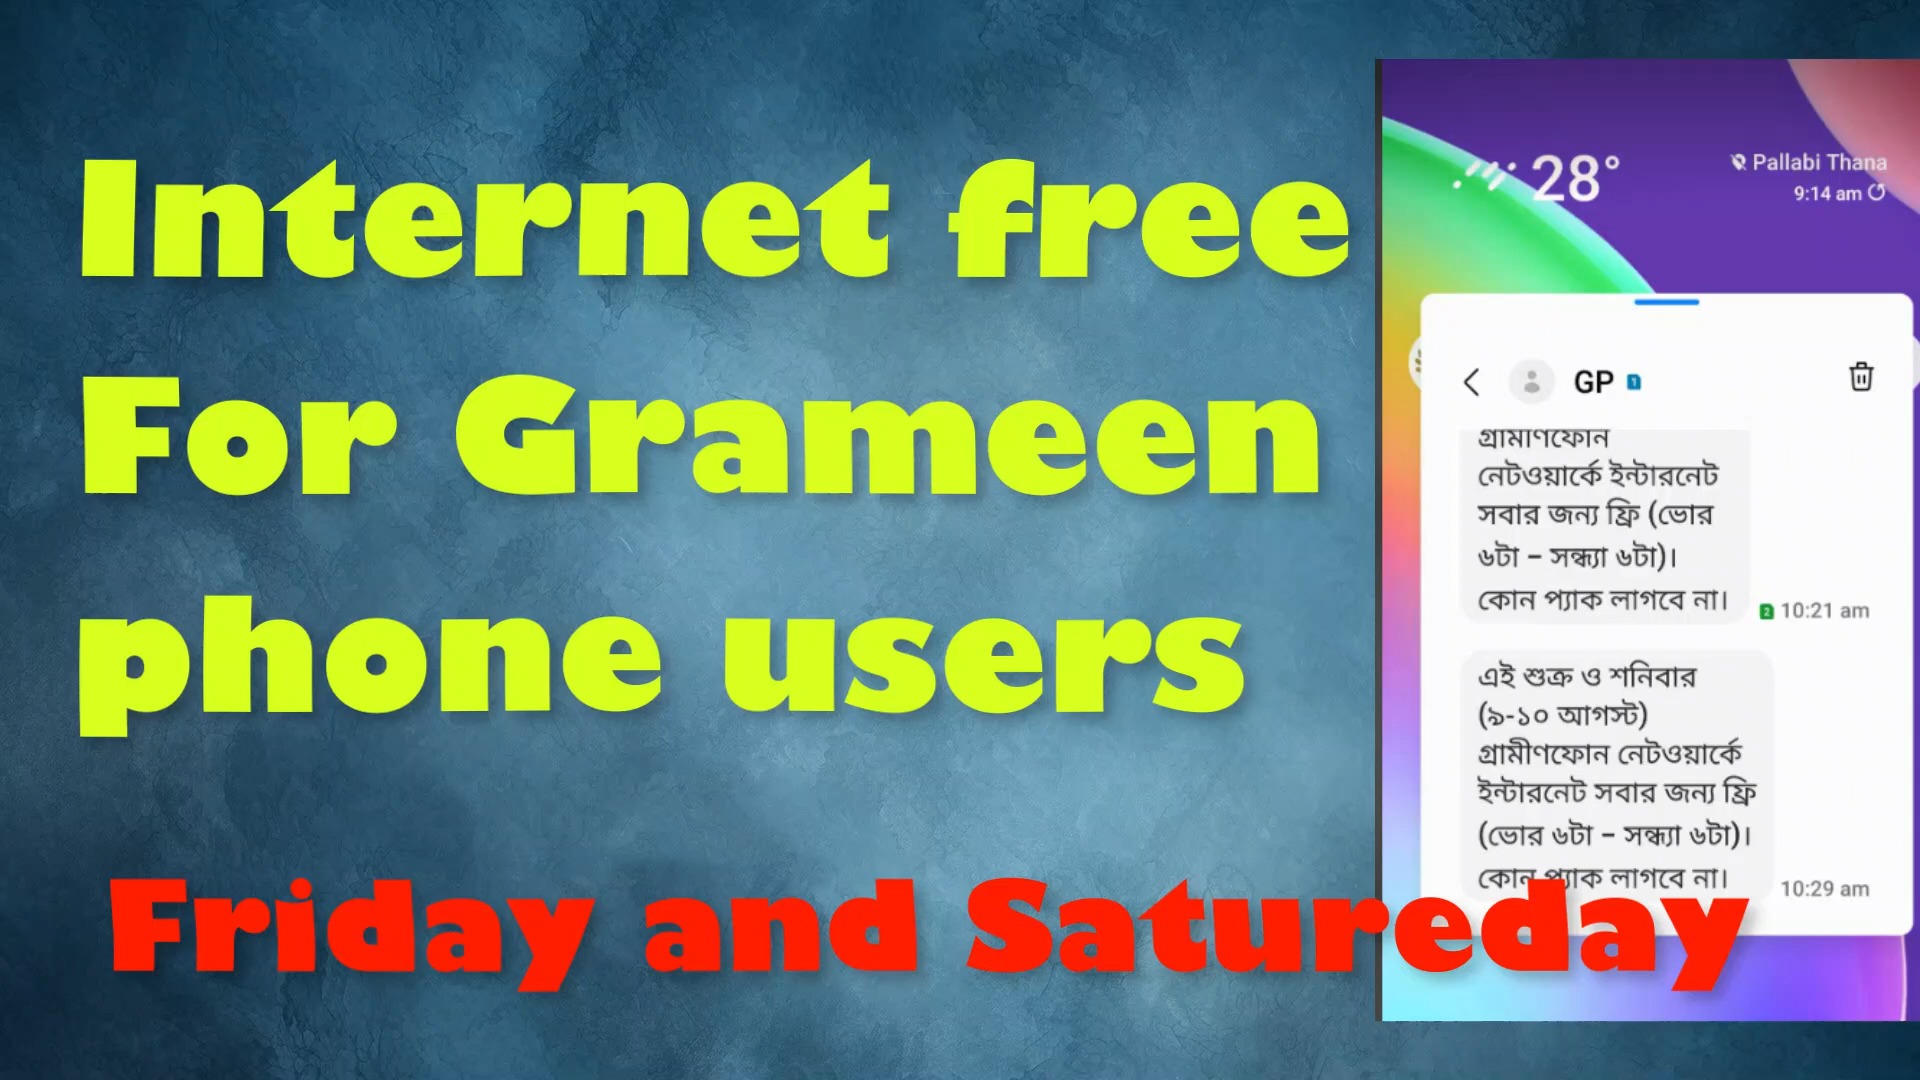 Internet free
For Grameen
phone users
Friday and Satureday
28°
Pallabi Thana
9:14 am
GP 1
গ্রামীণফোন
নেটওয়ার্কে ইন্টারনেট
সবার জন্য ফ্রি (ভোর
৬টা – সন্ধ্যা ৬টা)।
কোন প্যাক লাগবে না।
2 10:21 am
এই শুক্র ও শনিবার
(৯-১০ আগস্ট)
গ্রামীণফোন নেটওয়ার্কে
ইন্টারনেট সবার জন্য ফ্রি
(ভোর ৬টা – সন্ধ্যা ৬টা)।
কোন প্যাক লাগবে না।
10:29 am